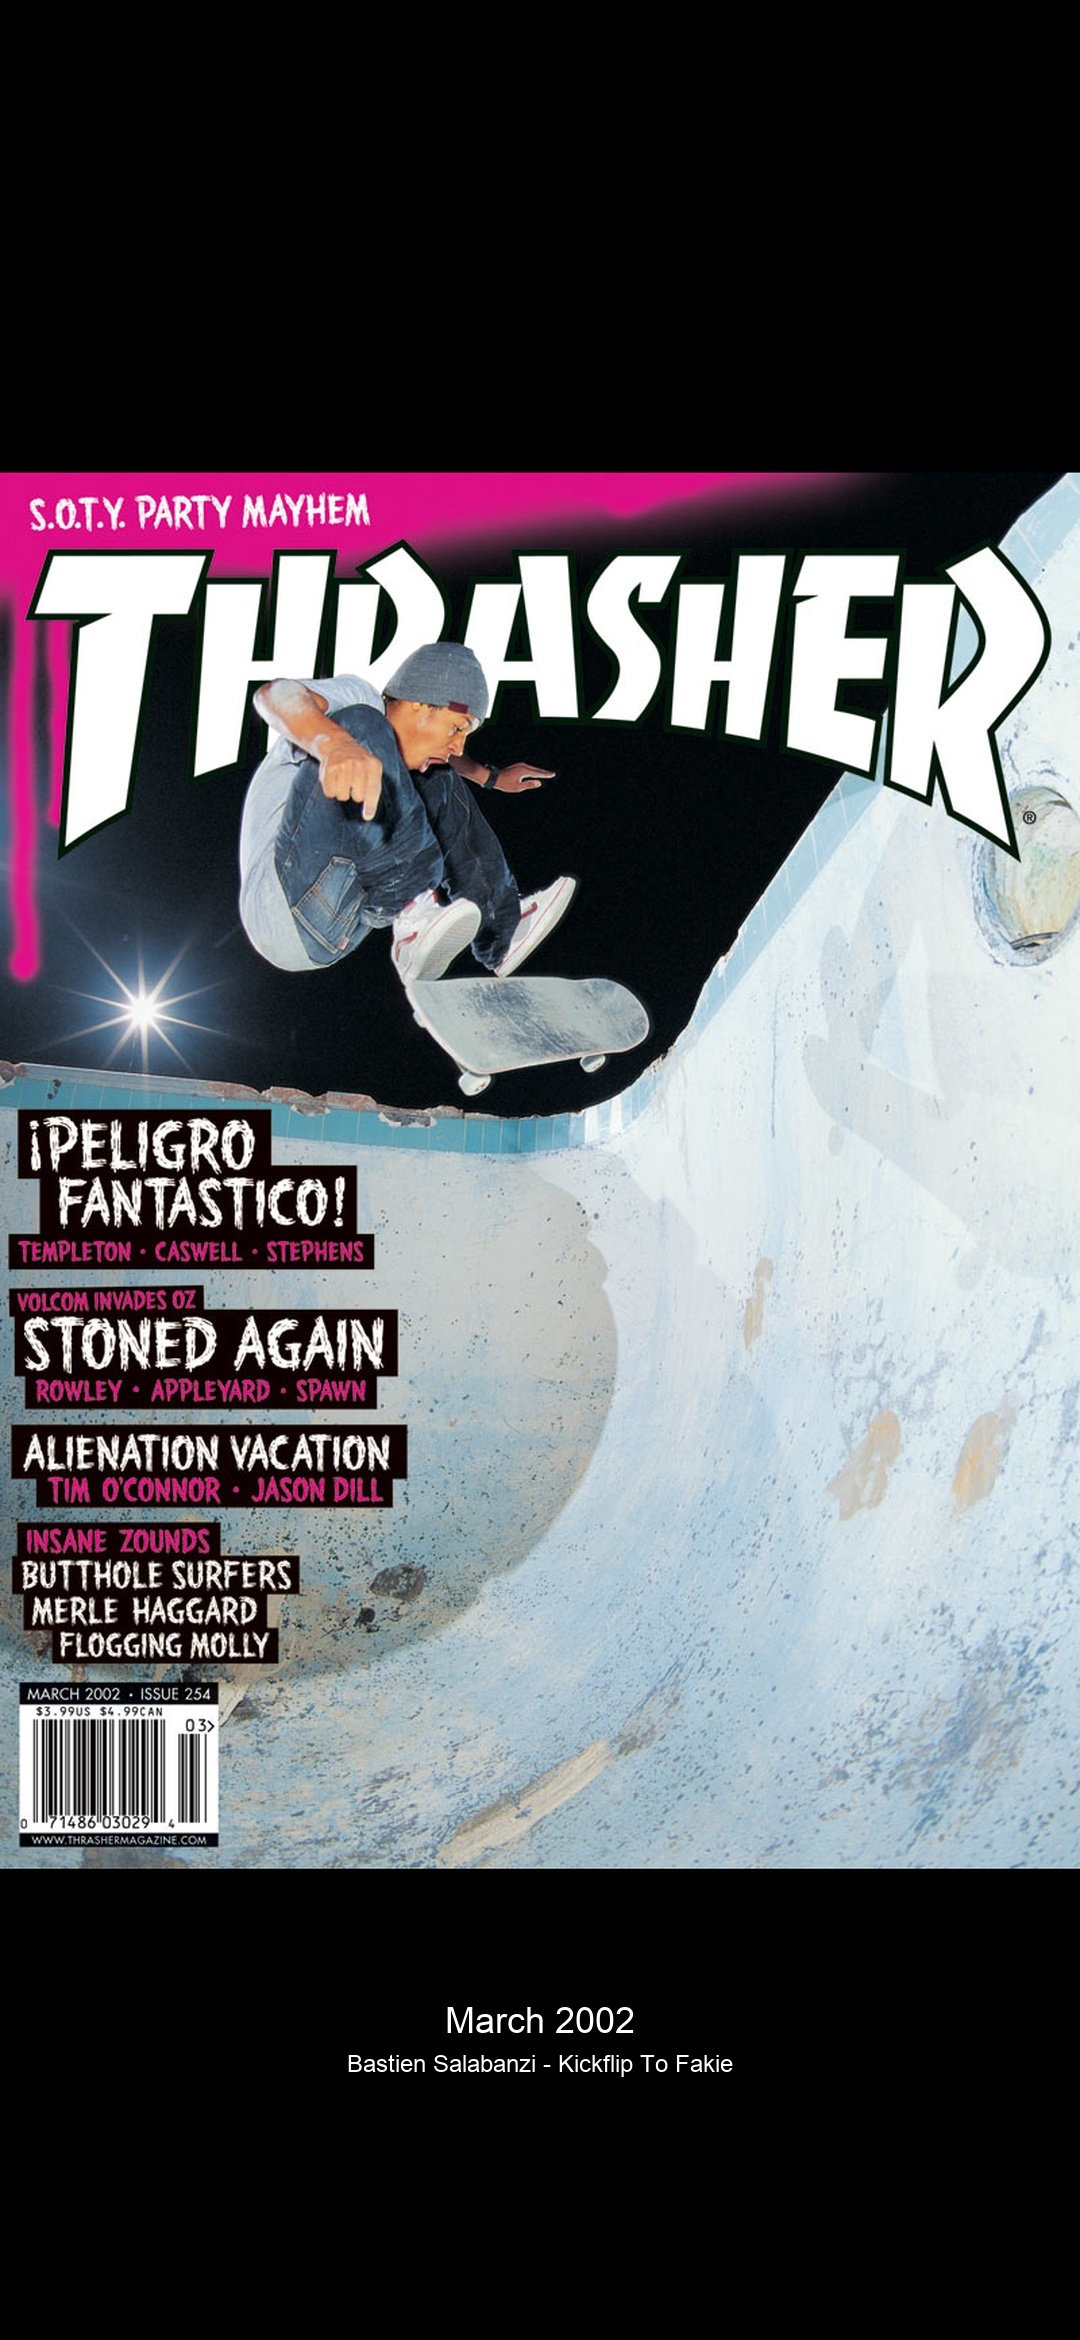 S.O.T.Y. PARTY MAYHEM
THRASHER
®
¡PELIGRO
FANTASTICO!
TEMPLETON · CASWELL · STEPHENS
VOLCOM INVADES OZ
STONED AGAIN
ROWLEY · APPLEYARD · SPAWN
ALIENATION VACATION
TIM O'CONNOR · JASON DILL
INSANE ZOUNDS
BUTTHOLE SURFERS
MERLE HAGGARD
FLOGGING MOLLY
MARCH 2002 · ISSUE 254
$3.99US $4.99CAN
03>
0 71486 03029 4
WWW.THRASHERMAGAZINE.COM
March 2002
Bastien Salabanzi - Kickflip To Fakie